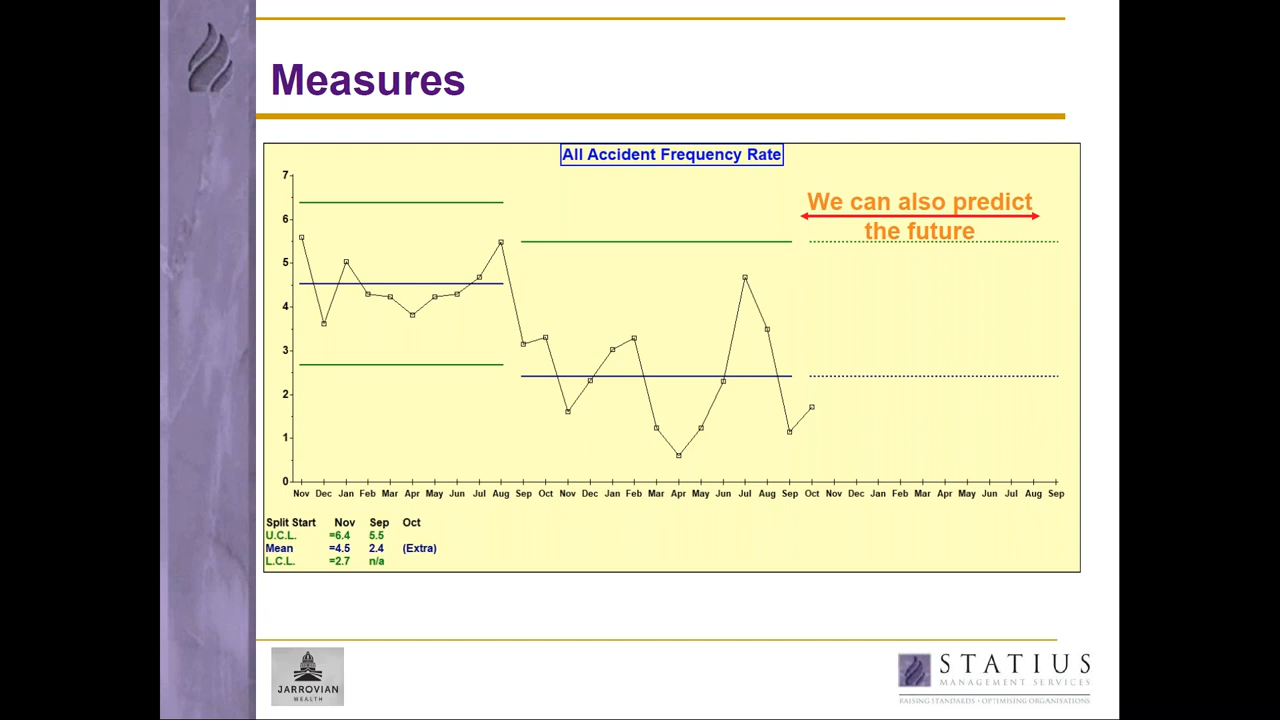 Measures
All Accident Frequency Rate
We can also predict
the future
7
6
5
4
3
2
1
0
Nov Dec Jan Feb Mar Apr May Jun Jul Aug Sep Oct Nov Dec Jan Feb Mar Apr May Jun Jul Aug Sep Oct Nov Dec Jan Feb Mar Apr May Jun Jul Aug Sep
Split Start Nov Sep Oct
U.C.L. =6.4 5.5
Mean =4.5 2.4 (Extra)
L.C.L. =2.7 n/a
JARROVIAN
WEALTH
STATIUS
MANAGEMENT SERVICES
RAISING STANDARDS • OPTIMISING ORGANISATIONS